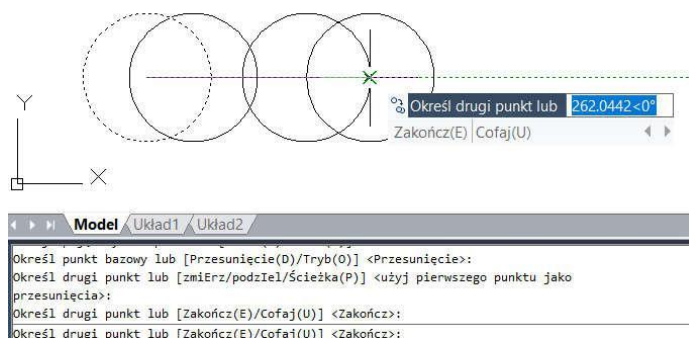 Y
Określ drugi punkt lub 262.0442<0°
Zakończ(E) Cofaj(U)
X
Model Układ1 Układ2
Określ punkt bazowy lub [Przesunięcie(D)/Tryb(O)] <Przesunięcie>:
Określ drugi punkt lub [zmiErz/podzIel/Ścieżka(P)] <użyj pierwszego punktu jako
przesunięcia>:
Określ drugi punkt lub [Zakończ(E)/Cofaj(U)] <Zakończ>:
Określ drugi punkt lub [Zakończ(E)/Cofaj(U)] <Zakończ>: